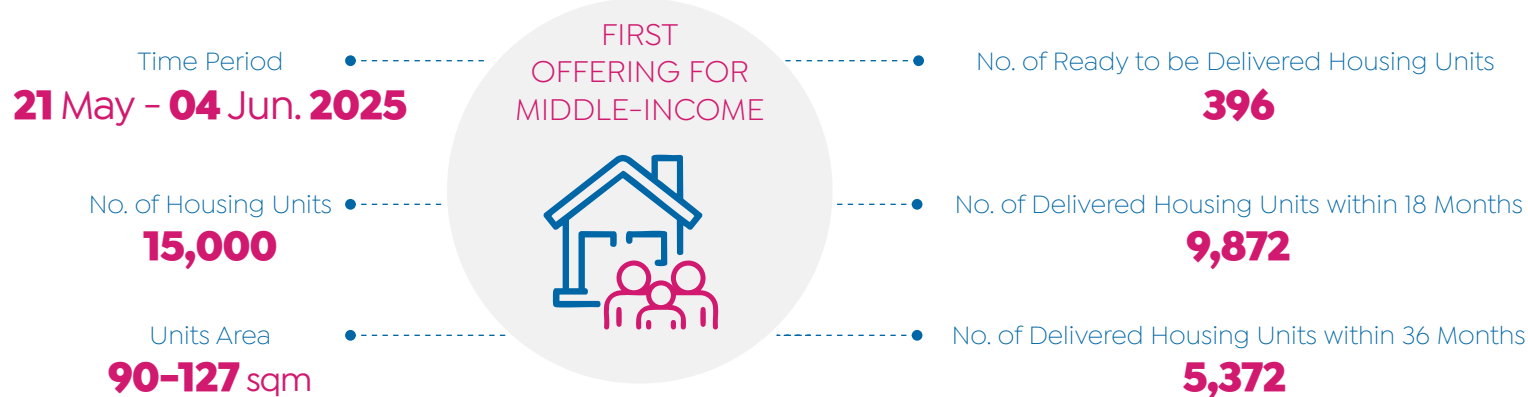 FIRST
OFFERING FOR
MIDDLE-INCOME
Time Period
21 May - 04 Jun. 2025
No. of Housing Units
15,000
Units Area
90-127 sqm
No. of Ready to be Delivered Housing Units
396
No. of Delivered Housing Units within 18 Months
9,872
No. of Delivered Housing Units within 36 Months
5,372